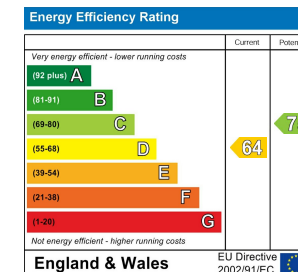 Energy Efficiency Rating
Current
Very energy efficient - lower running costs
(92 plus) A
(81-91) B
(69-80) C
(55-68) D 64
(39-54) E
(21-38) F
(1-20) G
Not energy efficient - higher running costs
England & Wales
EU Directive
2002/91/EC